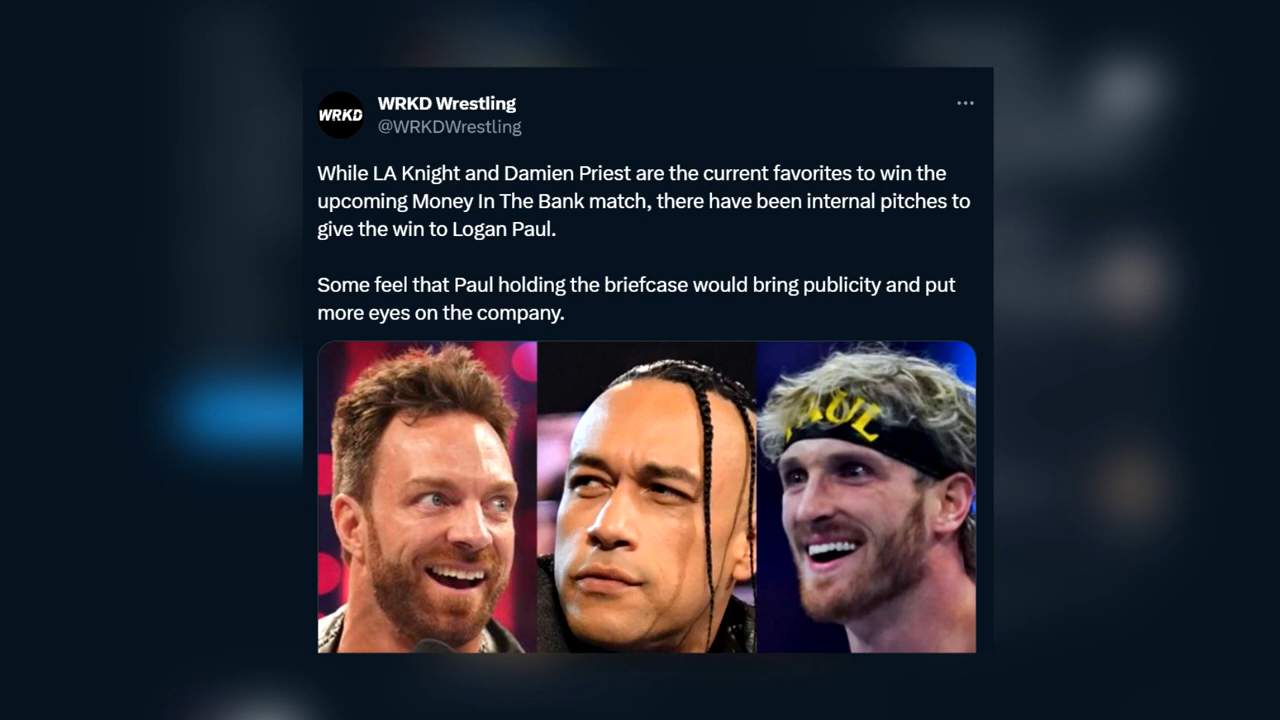 WRKD
WRKD Wrestling
@WRKDWrestling
While LA Knight and Damien Priest are the current favorites to win the
upcoming Money In The Bank match, there have been internal pitches to
give the win to Logan Paul.
Some feel that Paul holding the briefcase would bring publicity and put
more eyes on the company.
PAUL